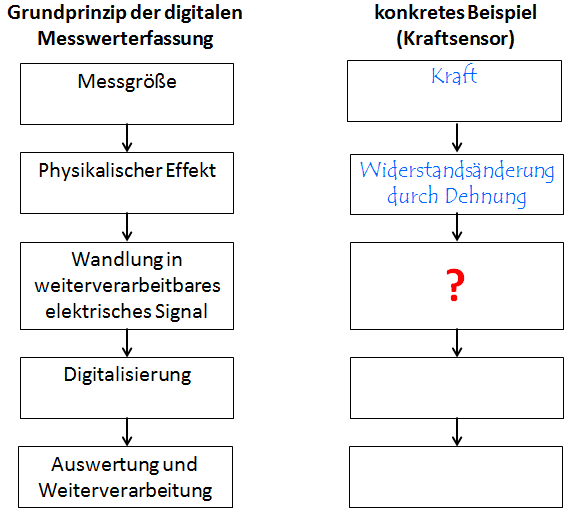 Grundprinzip der digitalen
Messwerterfassung
Messgröße
Physikalischer Effekt
Wandlung in
weiterverarbeitbares
elektrisches Signal
Digitalisierung
Auswertung und
Weiterverarbeitung
konkretes Beispiel
(Kraftsensor)
Kraft
Widerstandsänderung
durch Dehnung
?